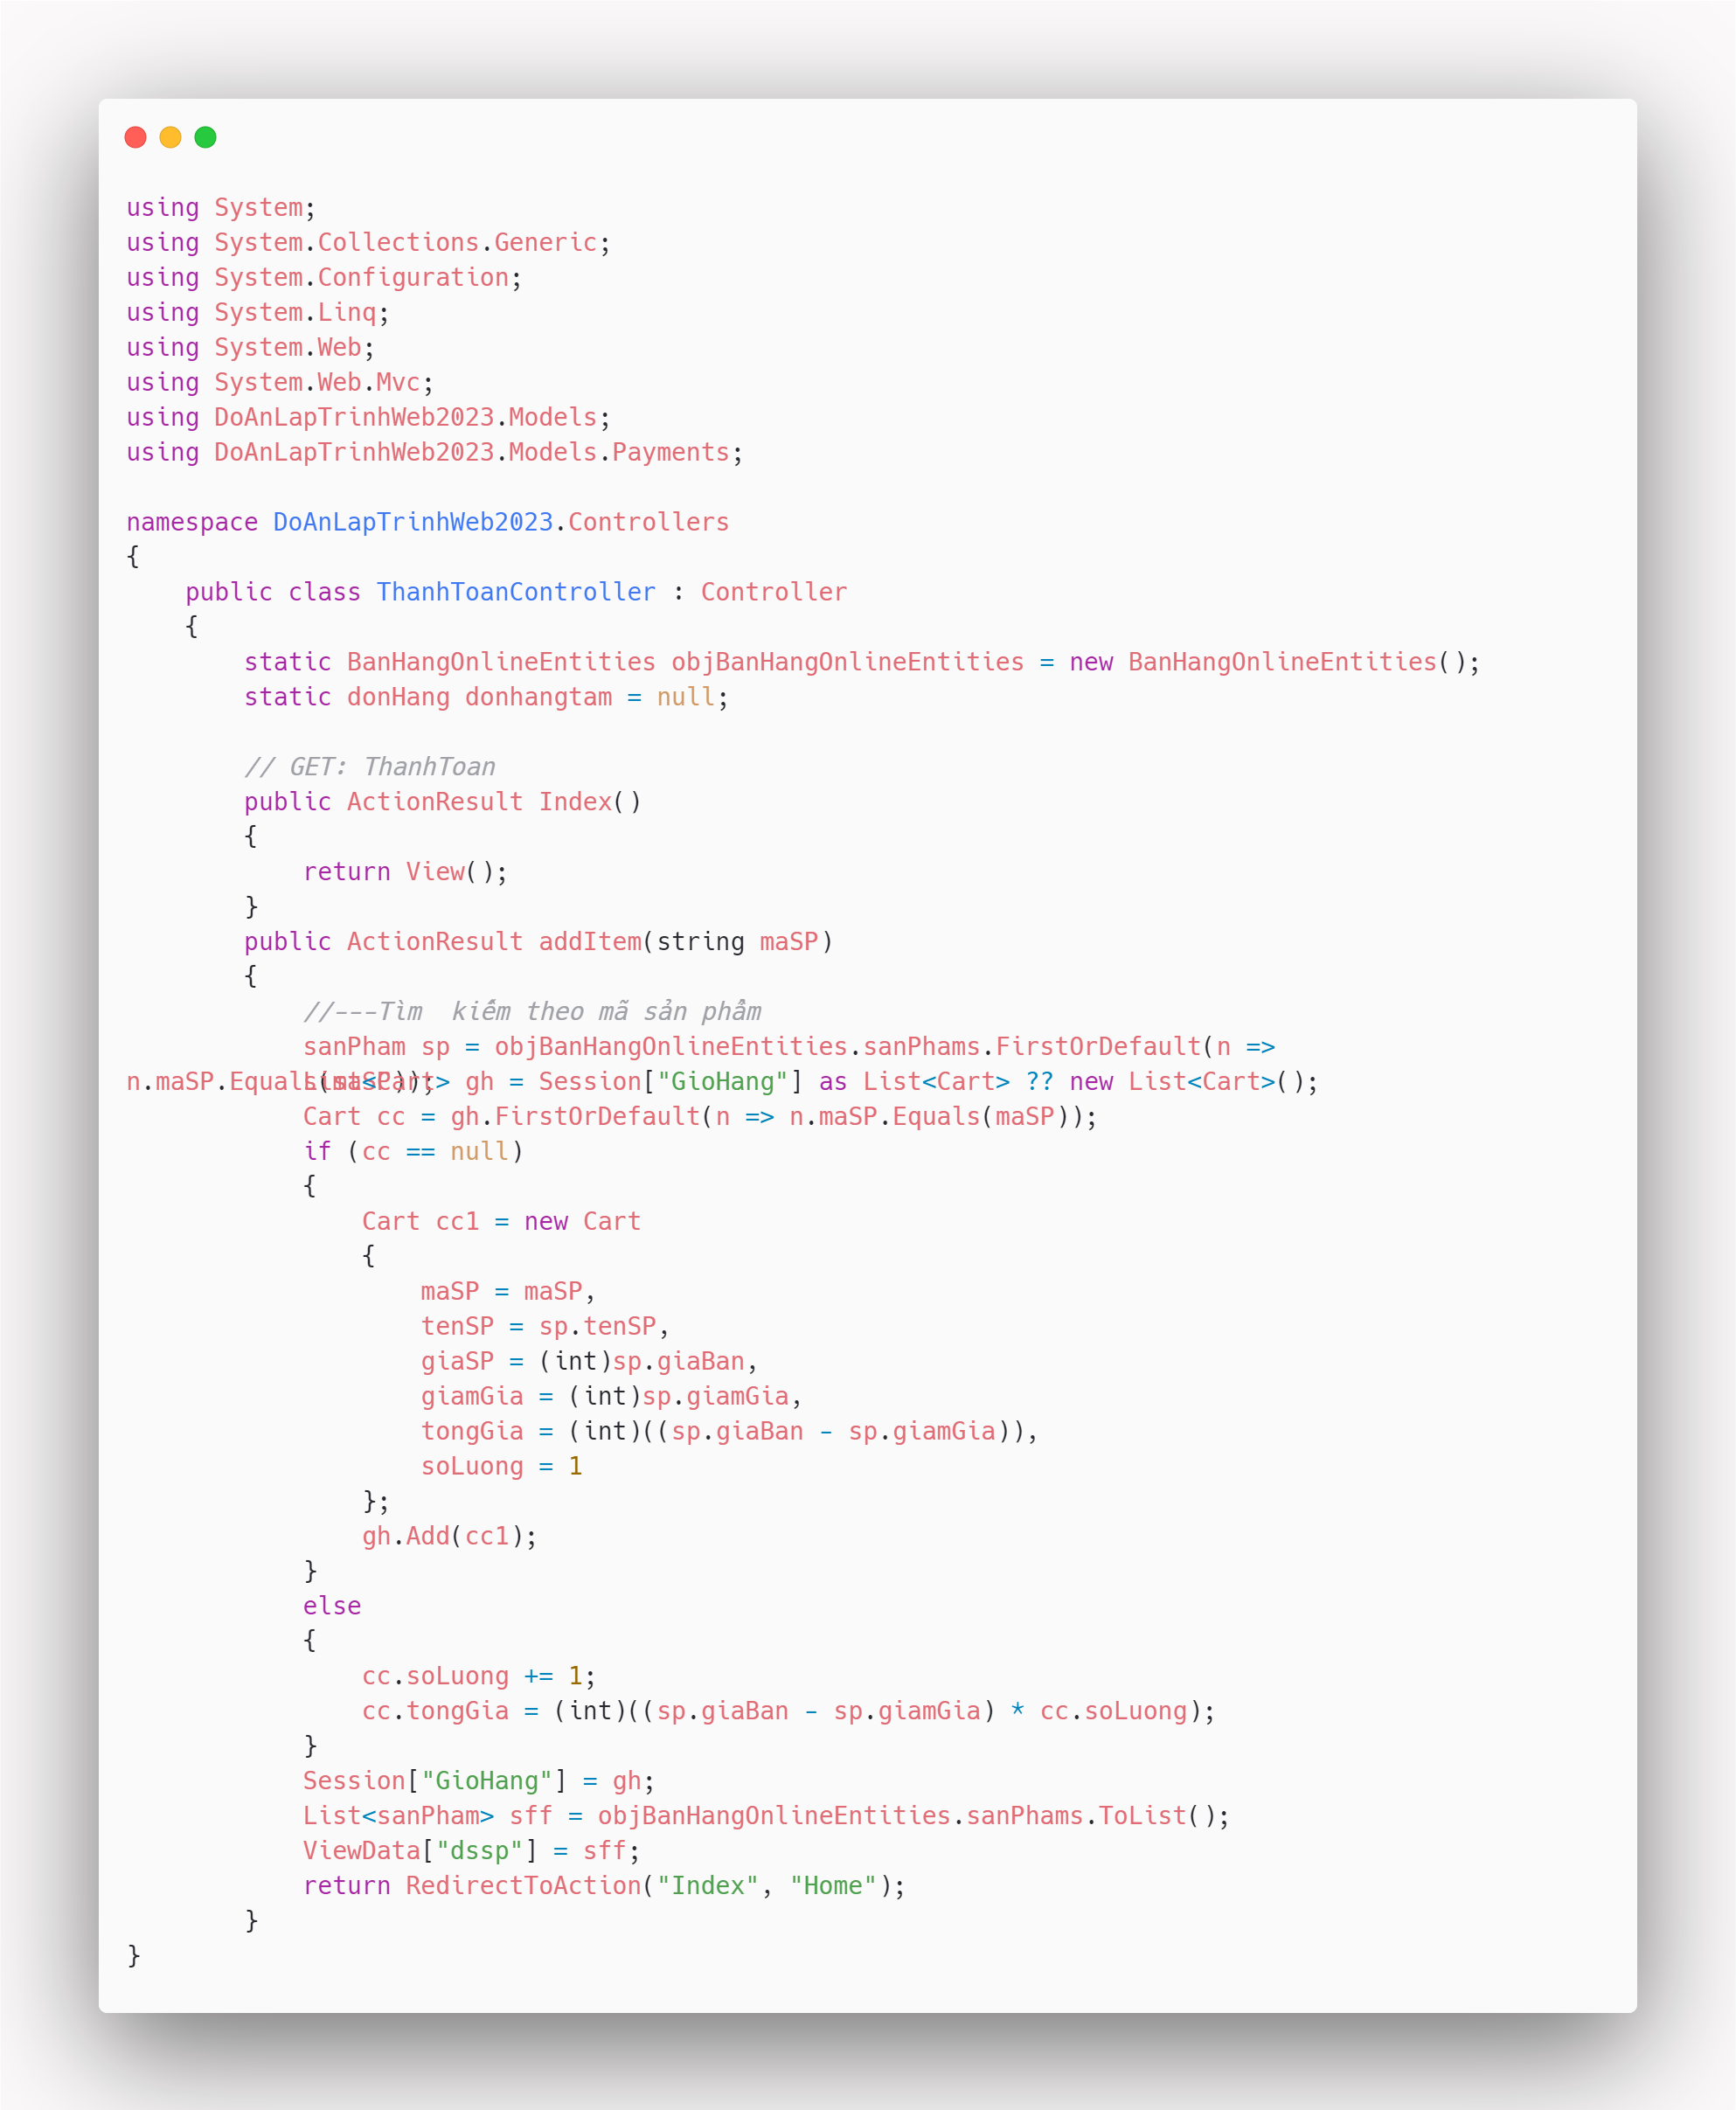 using System;
using System.Collections.Generic;
using System.Configuration;
using System.Linq;
using System.Web;
using System.Web.Mvc;
using DoAnLapTrinhWeb2023.Models;
using DoAnLapTrinhWeb2023.Models.Payments;

namespace DoAnLapTrinhWeb2023.Controllers
{
    public class ThanhToanController : Controller
    {
        static BanHangOnlineEntities objBanHangOnlineEntities = new BanHangOnlineEntities();
        static donHang donhangtam = null;

        // GET: ThanhToan
        public ActionResult Index()
        {
            return View();
        }
        public ActionResult addItem(string maSP)
        {
            //---Tìm  kiếm theo mã sản phẩm
            sanPham sp = objBanHangOnlineEntities.sanPhams.FirstOrDefault(n =>
n.maSP.Equals(maSP));
            List<Cart> gh = Session["GioHang"] as List<Cart> ?? new List<Cart>();
            Cart cc = gh.FirstOrDefault(n => n.maSP.Equals(maSP));
            if (cc == null)
            {
                Cart cc1 = new Cart
                {
                    maSP = maSP,
                    tenSP = sp.tenSP,
                    giaSP = (int)sp.giaBan,
                    giamGia = (int)sp.giamGia,
                    tongGia = (int)((sp.giaBan - sp.giamGia)),
                    soLuong = 1
                };
                gh.Add(cc1);
            }
            else
            {
                cc.soLuong += 1;
                cc.tongGia = (int)((sp.giaBan - sp.giamGia) * cc.soLuong);
            }
            Session["GioHang"] = gh;
            List<sanPham> sff = objBanHangOnlineEntities.sanPhams.ToList();
            ViewData["dssp"] = sff;
            return RedirectToAction("Index", "Home");
        }
}